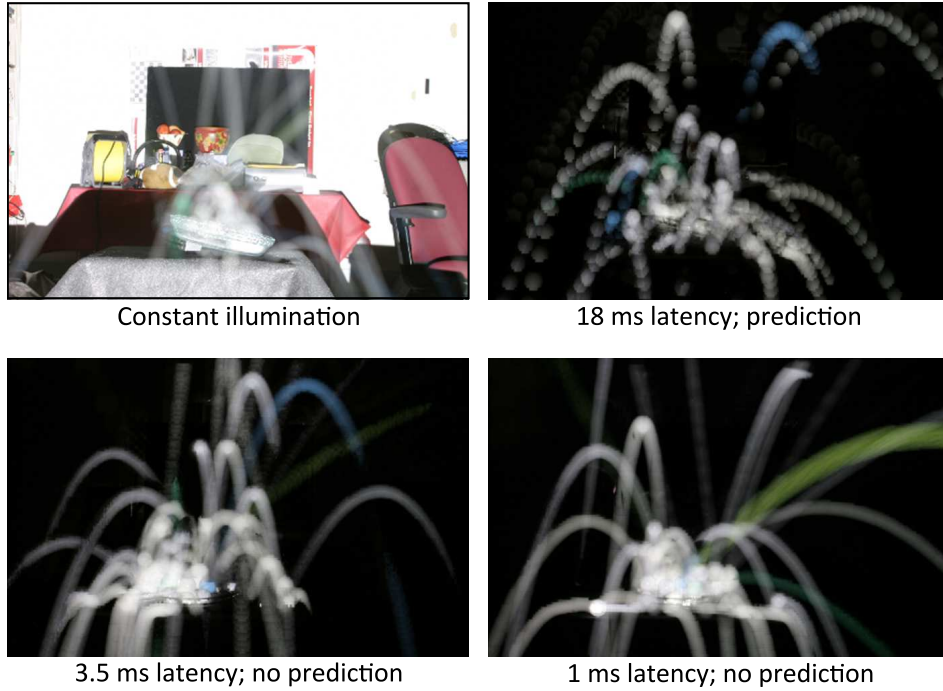 Constant illumination
18 ms latency; prediction
3.5 ms latency; no prediction
1 ms latency; no prediction